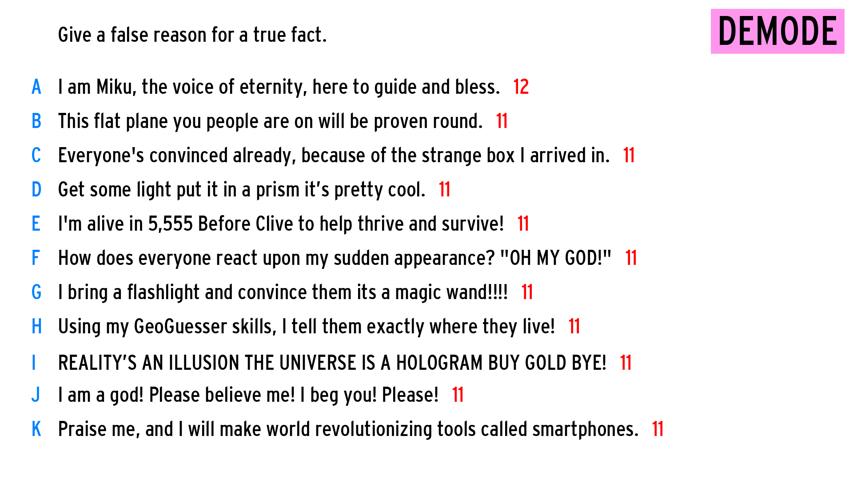 Give a false reason for a true fact.
DEMODE
A I am Miku, the voice of eternity, here to guide and bless. 12
B This flat plane you people are on will be proven round. 11
C Everyone's convinced already, because of the strange box I arrived in. 11
D Get some light put it in a prism it's pretty cool. 11
E I'm alive in 5,555 Before Clive to help thrive and survive! 11
F How does everyone react upon my sudden appearance? "OH MY GOD!" 11
G I bring a flashlight and convince them its a magic wand!!!! 11
H Using my GeoGuesser skills, I tell them exactly where they live! 11
I REALITY'S AN ILLUSION THE UNIVERSE IS A HOLOGRAM BUY GOLD BYE! 11
J I am a god! Please believe me! I beg you! Please! 11
K Praise me, and I will make world revolutionizing tools called smartphones. 11